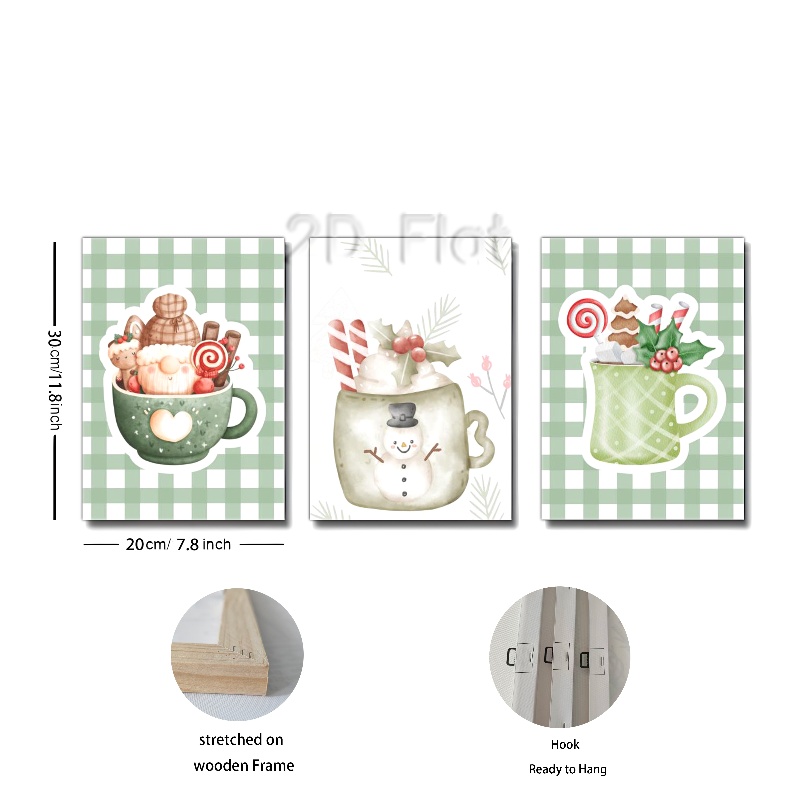 2D Flat
30cm/11.8inch
20cm/ 7.8 inch
stretched on
wooden Frame
Hook
Ready to Hang